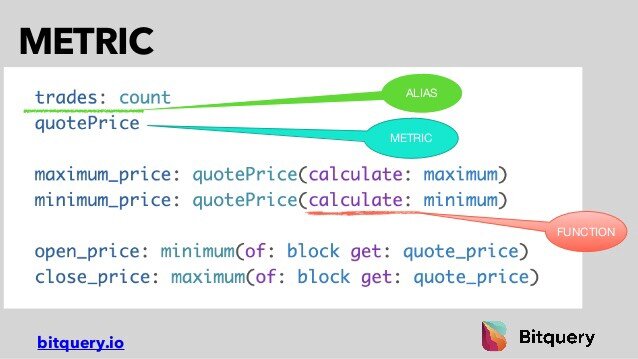 METRIC
trades: count
ALIAS
quotePrice
METRIC
maximum_price: quotePrice(calculate: maximum)
minimum_price: quotePrice(calculate: minimum)
FUNCTION
open_price: minimum(of: block get: quote_price)
close_price: maximum(of: block get: quote_price)
bitquery.io
Bitquery